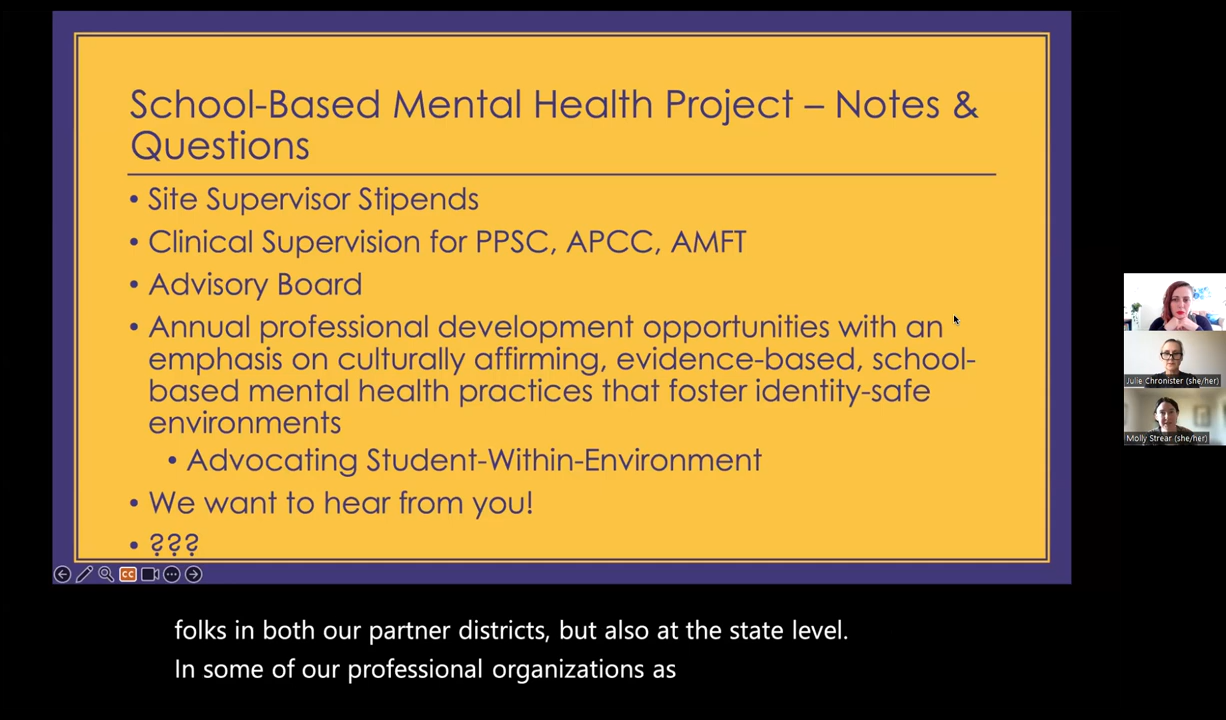 School-Based Mental Health Project – Notes &
Questions
• Site Supervisor Stipends
• Clinical Supervision for PPSC, APCC, AMFT
• Advisory Board
• Annual professional development opportunities with an
emphasis on culturally affirming, evidence-based, school-
based mental health practices that foster identity-safe
environments
• Advocating Student-Within-Environment
• We want to hear from you!
• ???
CC
Julie Chronister (she/her)
Molly Strear (she/her)
folks in both our partner districts, but also at the state level.
In some of our professional organizations as